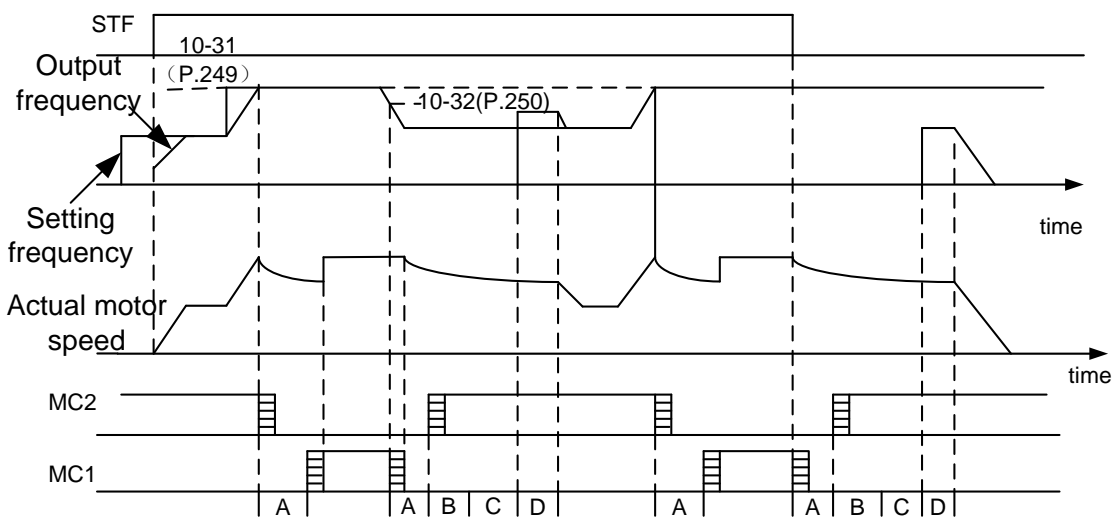 STF
10-31
（P.249）
Output
frequency
10-32(P.250)
Setting
frequency
time
Actual motor
speed
time
MC2
MC1
A A B C D A A B C D